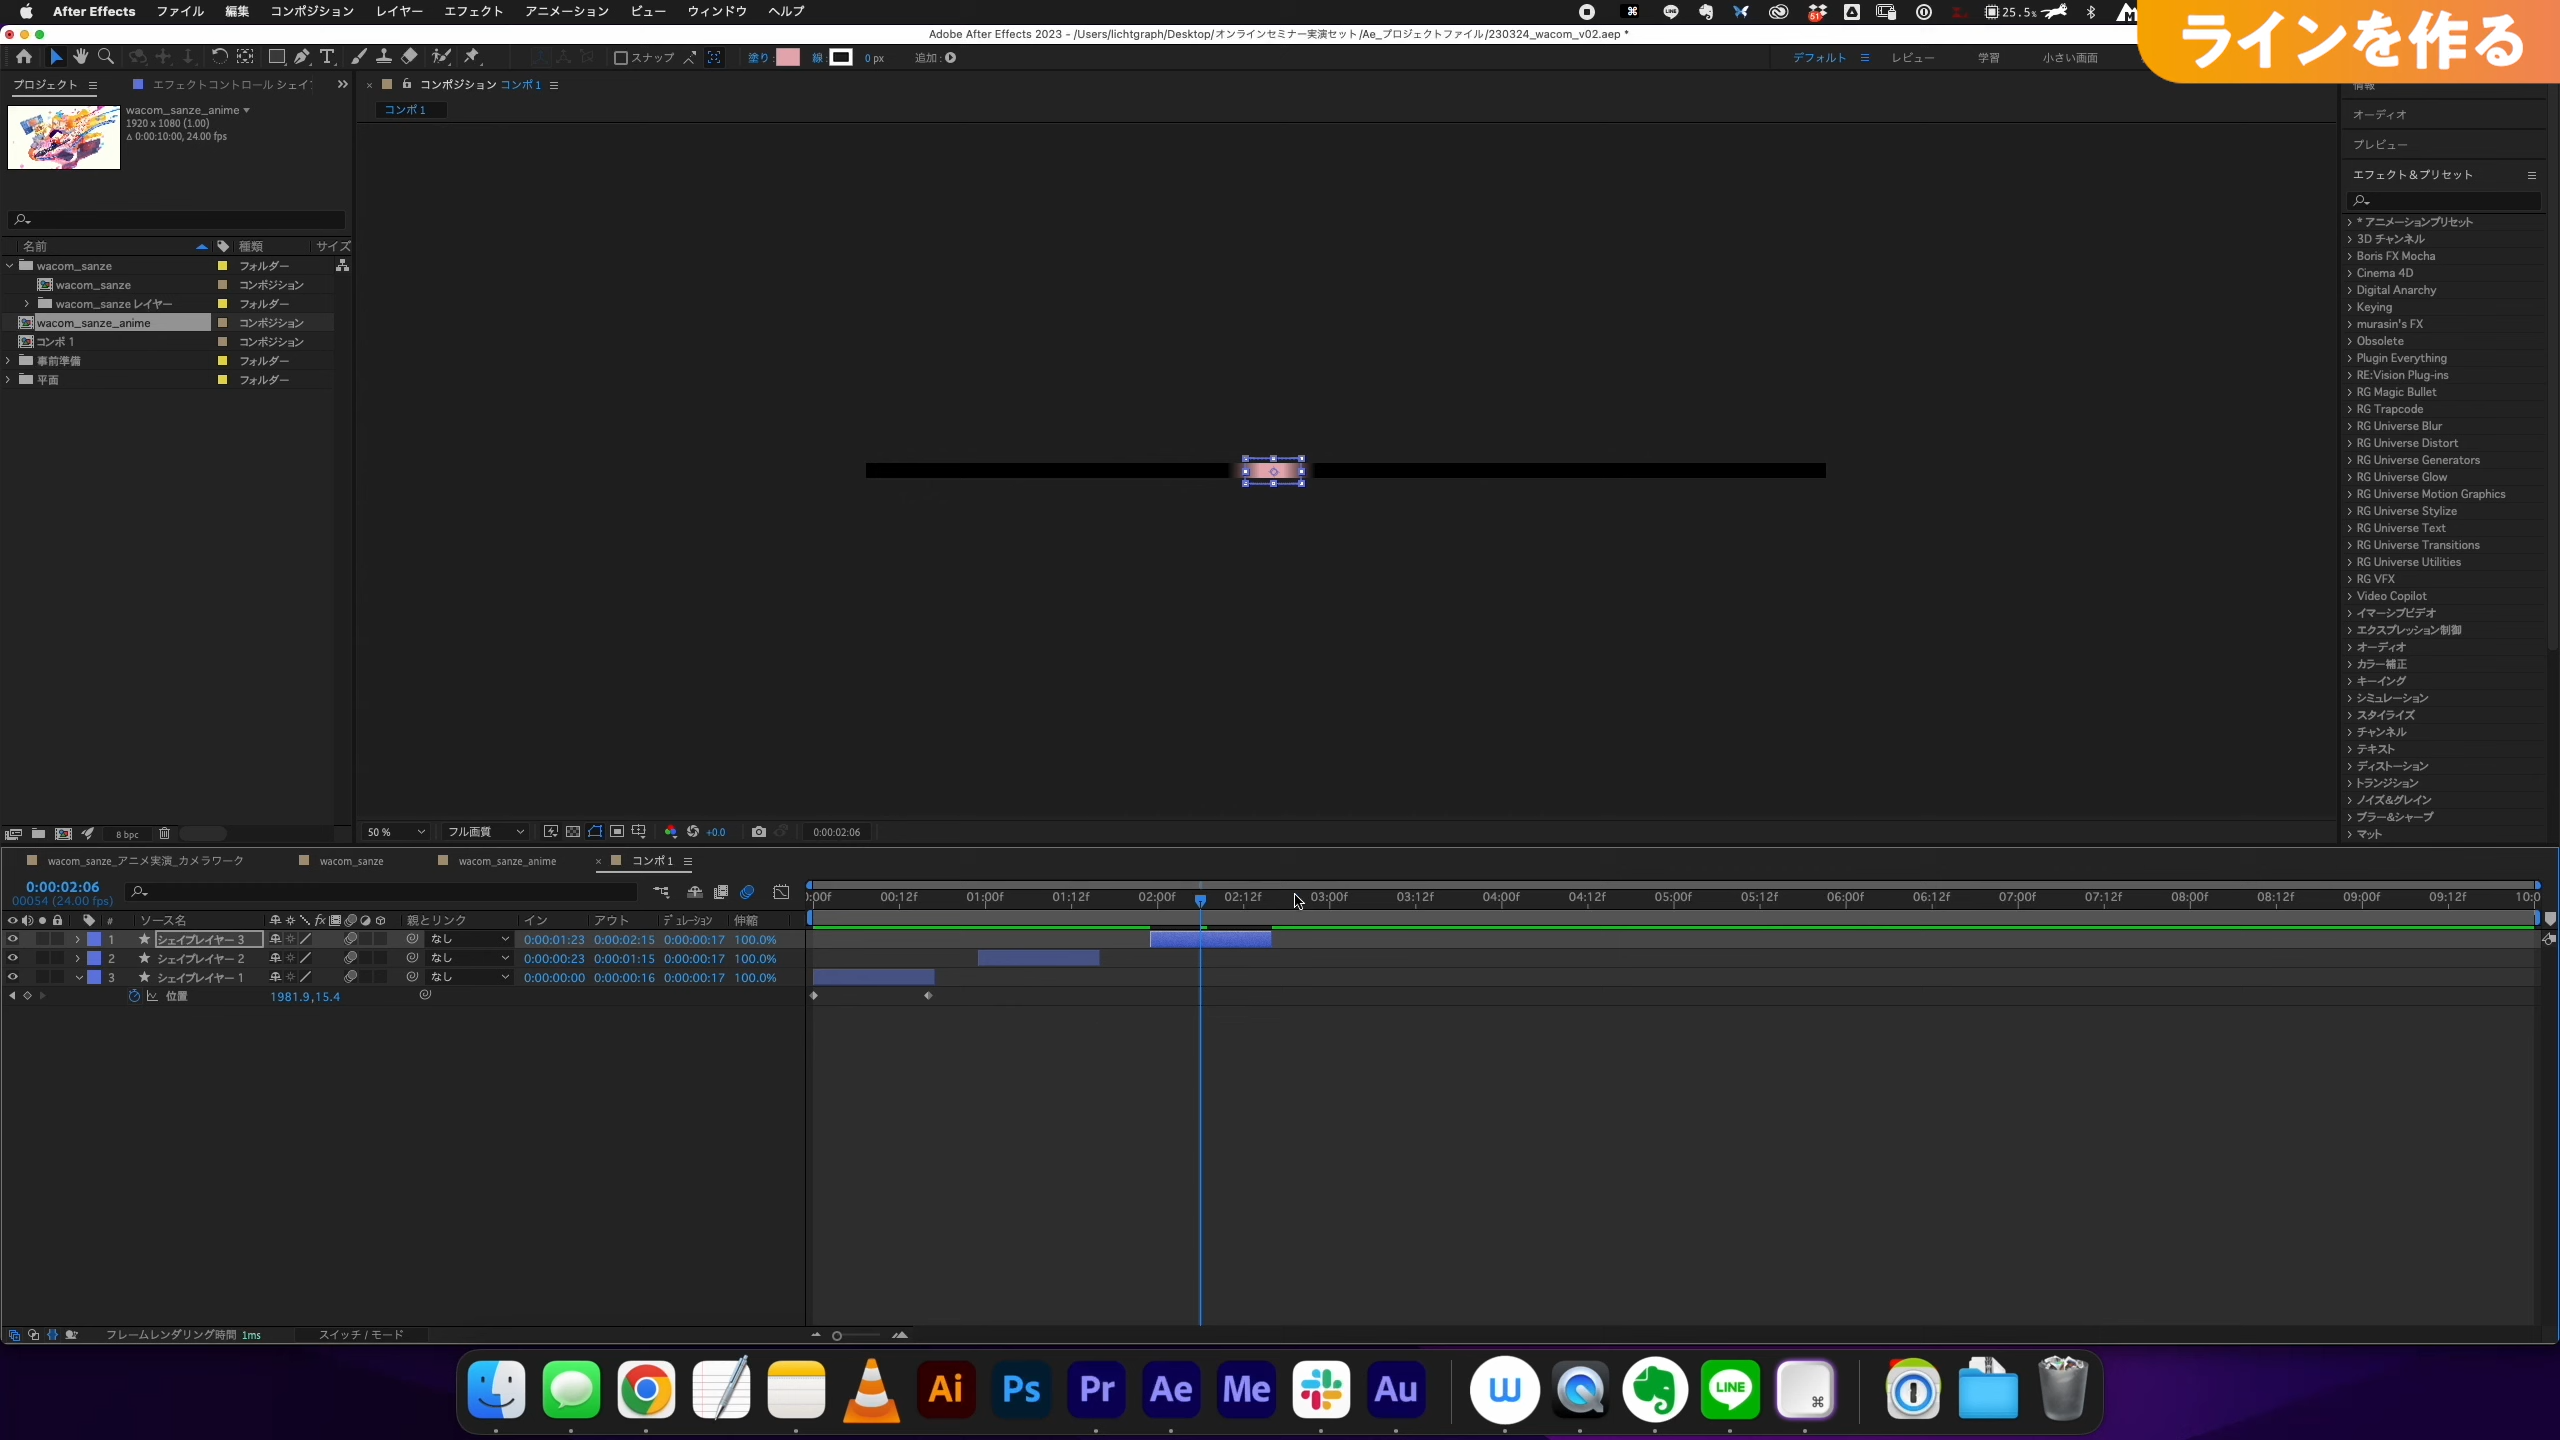 After Effects ファイル 編集 コンポジション レイヤー エフェクト アニメーション ビュー ウィンドウ ヘルプ
51 25.5%
ラインを作る
Adobe After Effects 2023 - /Users/lichtgraph/Desktop/オンラインセミナー実演セット/Ae_プロジェクトファイル/230324_wacom_v02.aep *
スナップ 塗り: 線: 0 px 追加:
デフォルト レビュー 学習 小さい画面
プロジェクト エフェクトコントロール シェイ
コンポジション コンポ1
コンポ1
wacom_sanze_anime
1920 x 1080 (1.00)
Δ 0:00:10:00, 24.00 fps
名前 種類 サイズ
wacom_sanze フォルダー
wacom_sanze コンポジション
wacom_sanze レイヤー フォルダー
wacom_sanze_anime コンポジション
コンポ 1 コンポジション
事前準備 フォルダー
平面 フォルダー
情報
オーディオ
プレビュー
エフェクト＆プリセット
* アニメーションプリセット
3D チャンネル
Boris FX Mocha
Cinema 4D
Digital Anarchy
Keying
murasin's FX
Obsolete
Plugin Everything
RE:Vision Plug-ins
RG Magic Bullet
RG Trapcode
RG Universe Blur
RG Universe Distort
RG Universe Generators
RG Universe Glow
RG Universe Motion Graphics
RG Universe Stylize
RG Universe Text
RG Universe Transitions
RG Universe Utilities
RG VFX
Video Copilot
イマーシブビデオ
エクスプレッション制御
オーディオ
カラー補正
キーイング
シミュレーション
スタイライズ
チャンネル
テキスト
ディストーション
トランジション
ノイズ&グレイン
ブラー&シャープ
マット
8 bpc
50 % フル画質 +0.0 0:00:02:06
wacom_sanze_アニメ実演_カメラワーク wacom_sanze wacom_sanze_anime コンポ1
0:00:02:06
00054 (24.00 fps)
:00f 00:12f 01:00f 01:12f 02:00f 02:12f 03:00f 03:12f 04:00f 04:12f 05:00f 05:12f 06:00f 06:12f 07:00f 07:12f 08:00f 08:12f 09:00f 09:12f 10:0
# ソース名 fx 親とリンク イン アウト デュレーション 伸縮
1 シェイプレイヤー 3 なし 0:00:01:23 0:00:02:15 0:00:00:17 100.0%
2 シェイプレイヤー 2 なし 0:00:00:23 0:00:01:15 0:00:00:17 100.0%
3 シェイプレイヤー 1 なし 0:00:00:00 0:00:00:16 0:00:00:17 100.0%
位置 1981.9,15.4
フレームレンダリング時間 1ms スイッチ / モード
Ai Ps Pr Ae Me Au LINE